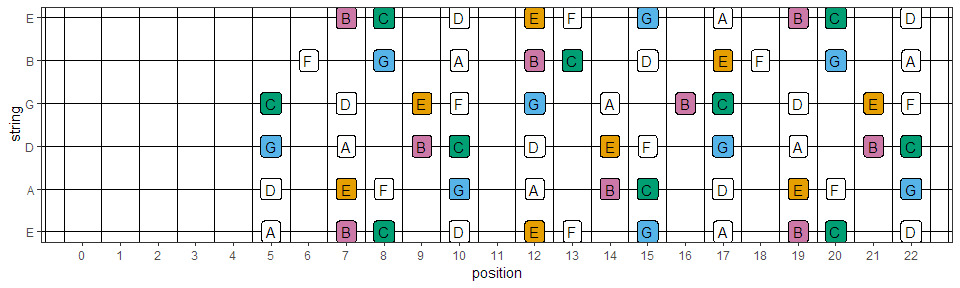 E B C D E F G A B C D
B F G A B C D E F G A
G C D E F G A B C D E F
D G A B C D E F G A B C
A D E F G A B C D E F G
E A B C D E F G A B C D
string
0 1 2 3 4 5 6 7 8 9 10 11 12 13 14 15 16 17 18 19 20 21 22
position